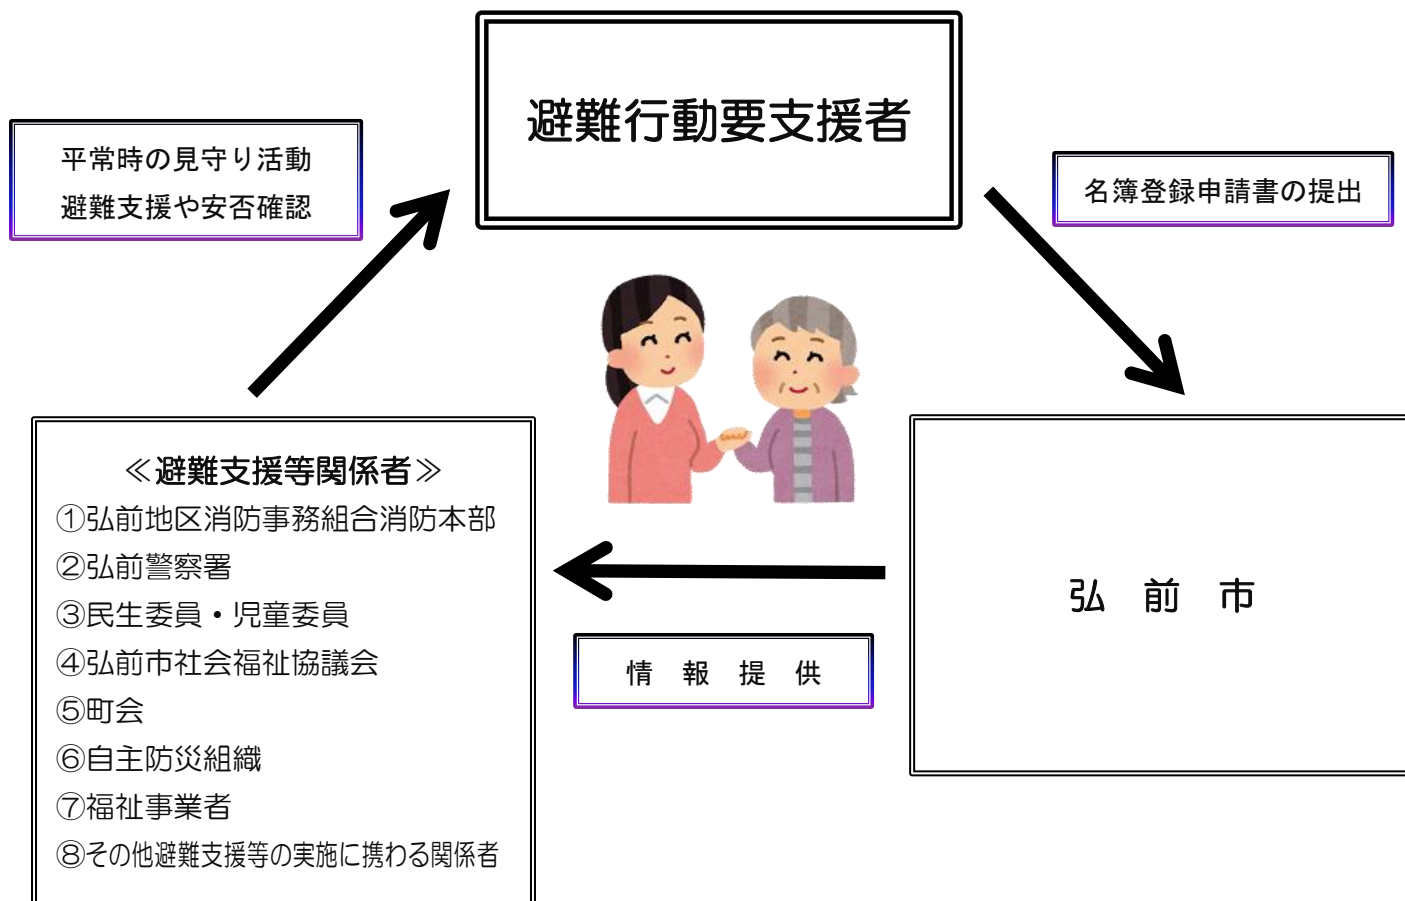 避難行動要支援者
平常時の見守り活動
避難支援や安否確認
名簿登録申請書の提出
≪避難支援等関係者≫
①弘前地区消防事務組合消防本部
②弘前警察署
③民生委員・児童委員
④弘前市社会福祉協議会
⑤町会
⑥自主防災組織
⑦福祉事業者
⑧その他避難支援等の実施に携わる関係者
情　報　提　供
弘　前　市